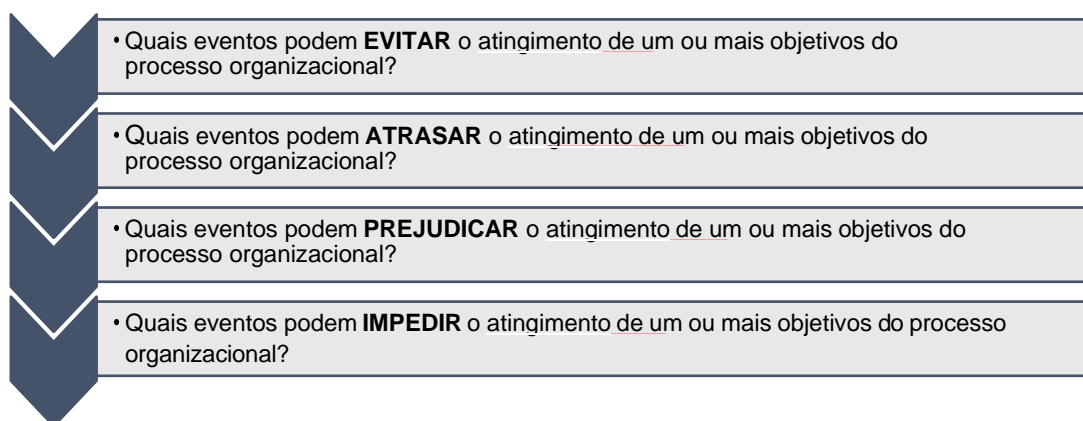 • Quais eventos podem EVITAR o atingimento de um ou mais objetivos do
processo organizacional?
• Quais eventos podem ATRASAR o atingimento de um ou mais objetivos do
processo organizacional?
• Quais eventos podem PREJUDICAR o atingimento de um ou mais objetivos do
processo organizacional?
• Quais eventos podem IMPEDIR o atingimento de um ou mais objetivos do processo
organizacional?